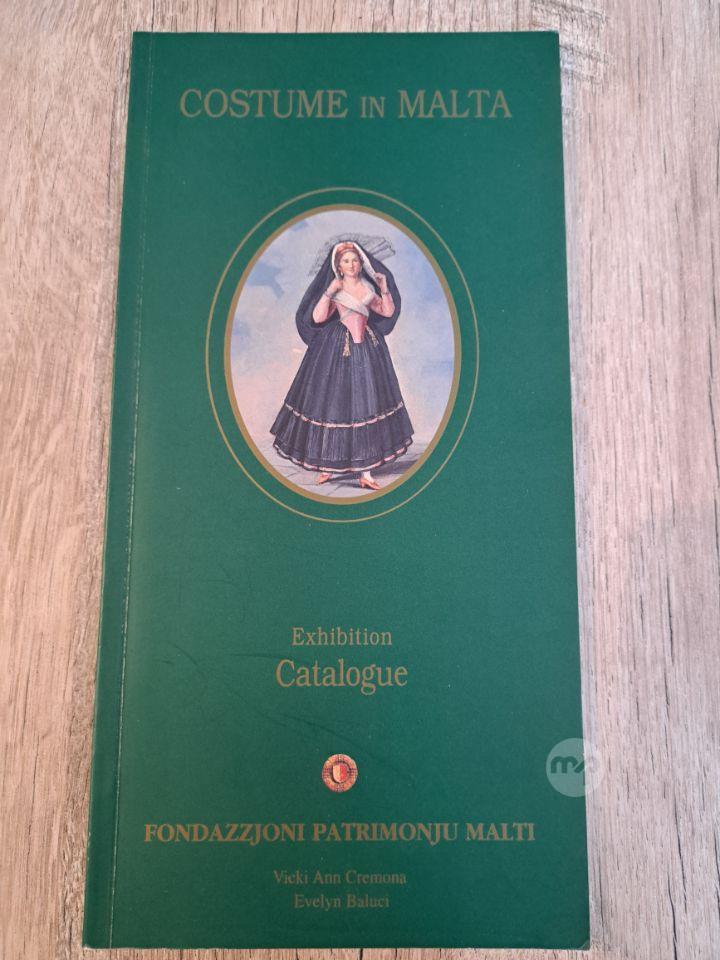 COSTUME IN MALTA
Exhibition
Catalogue
FONDAZZJONI PATRIMONJU MALTI
Vicki Ann Cremona
Evelyn Baluci